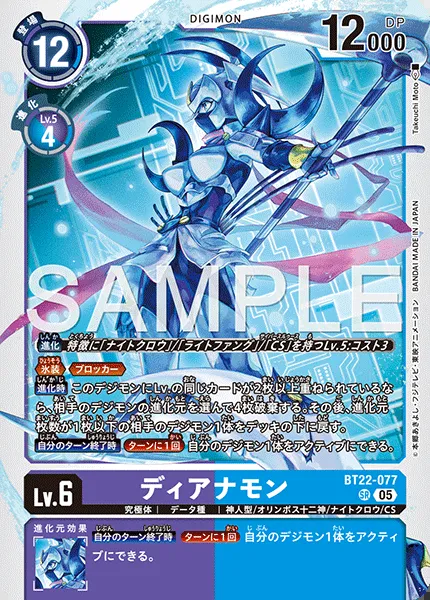 DIGIMON
登場
12
DP
12000
進化
Lv.5
4
Takeuchi Moto
©本郷あきよし・フジテレビ・東映アニメーション BANDAI MADE IN JAPAN
SAMPLE
進化 特徴に「ナイトクロウ」/「ライトファング」/「CS」を持つLv.5:コスト3
氷装 ブロッカー
進化時 このデジモンにLv.の同じカードが2枚以上重ねられているな
ら、相手のデジモンの進化元を選んで4枚破棄する。その後、進化元
枚数が1枚以下の相手のデジモン1体をデッキの下に戻す。
自分のターン終了時 ターンに1回 自分のデジモン1体をアクティブにできる。
BT22-077
Lv.6
ディアナモン
SR 05
究極体 | データ種 | 神人型/オリンポス十二神/ナイトクロウ/CS
進化元効果
自分のターン終了時 ターンに1回 自分のデジモン1体をアクティ
ブにできる。